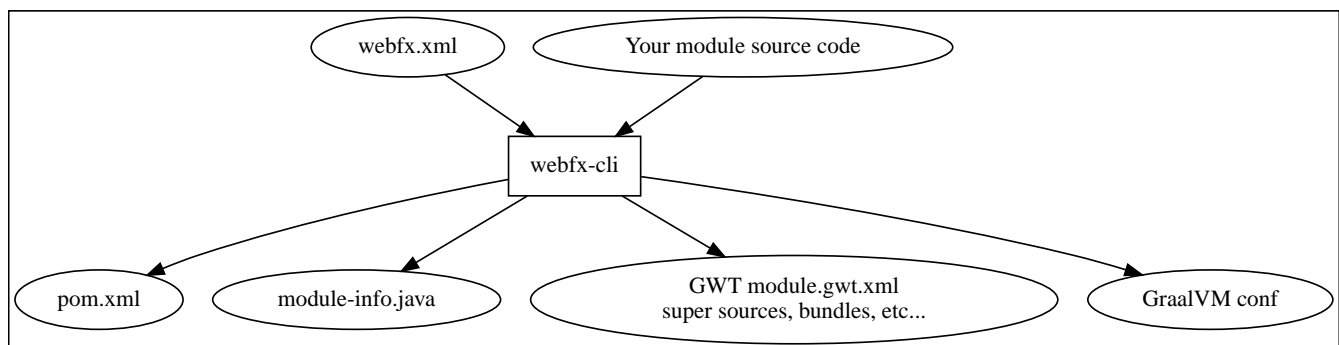 webfx.xml
Your module source code
webfx-cli
pom.xml
module-info.java
GWT module.gwt.xml
super sources, bundles, etc...
GraalVM conf